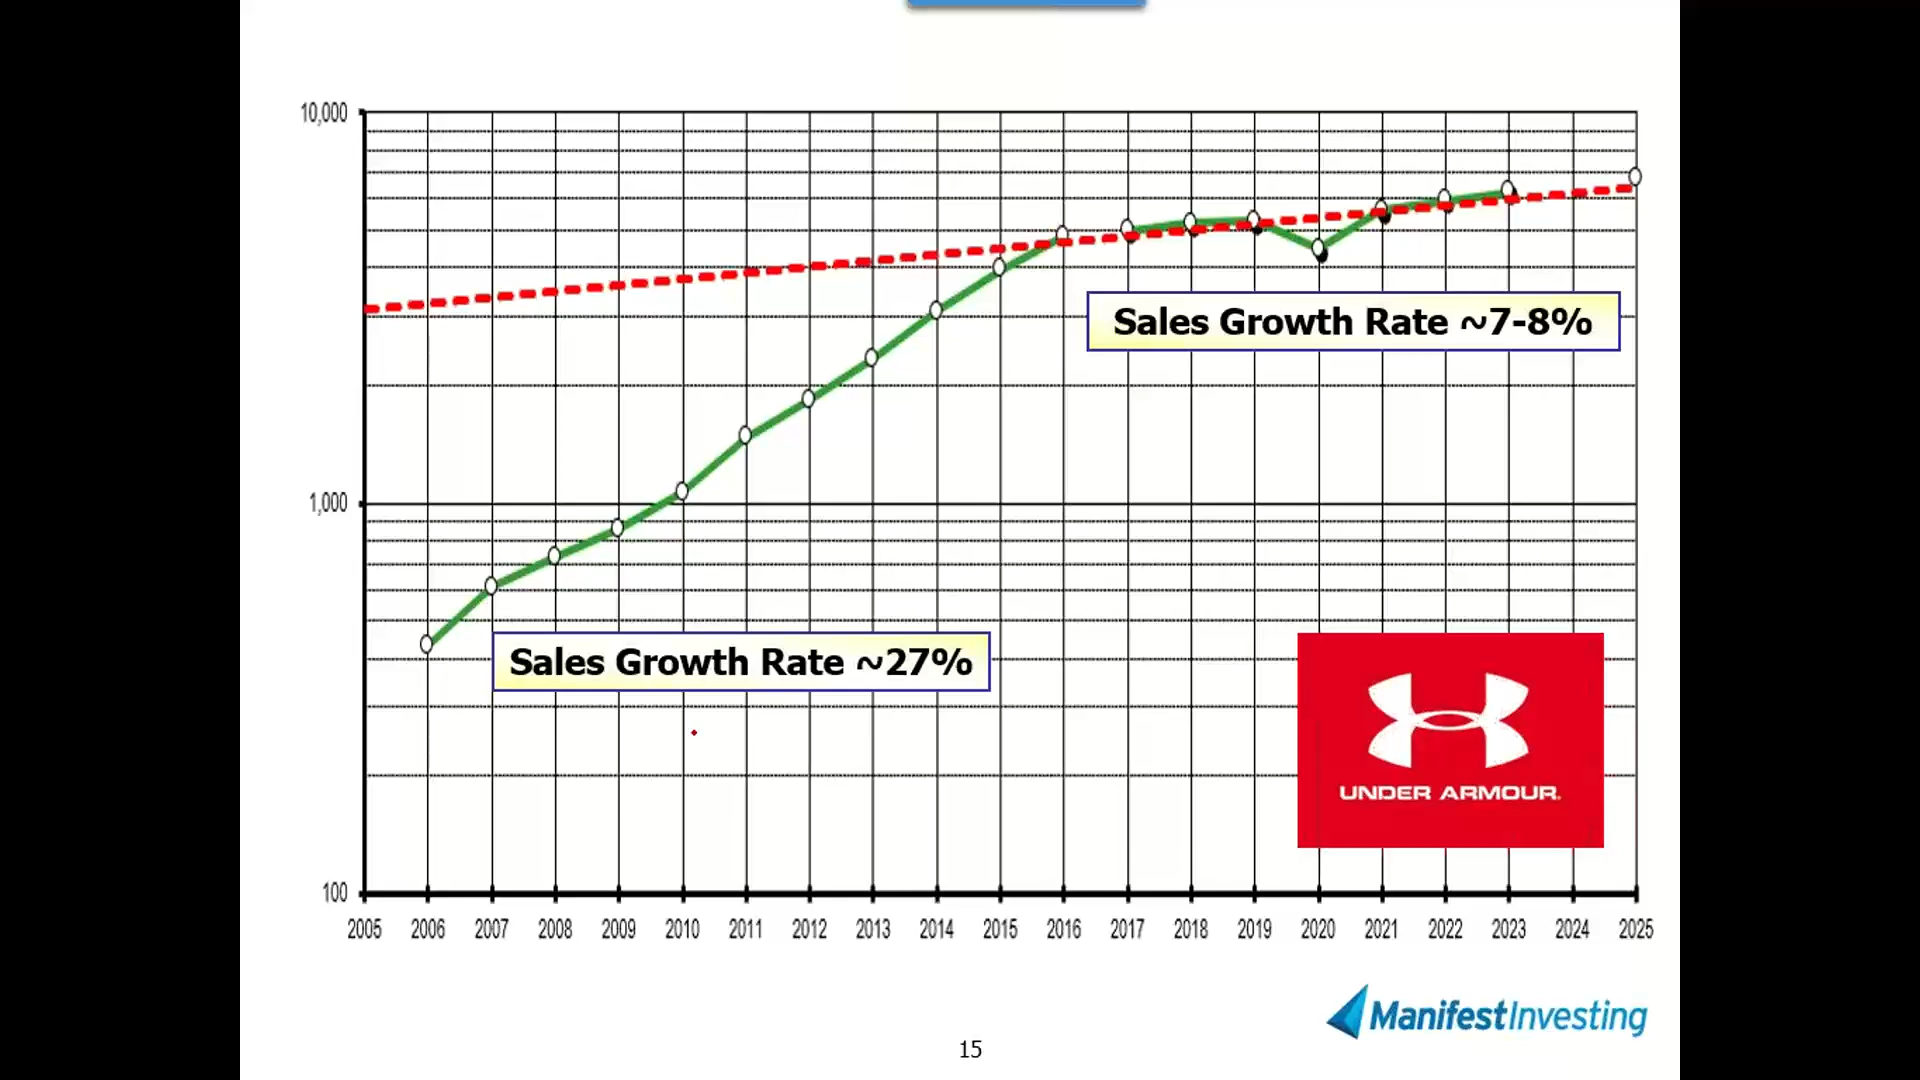 10,000
Sales Growth Rate ~7-8%
1,000
Sales Growth Rate ~27%
UNDER ARMOUR.
100
2005 2006 2007 2008 2009 2010 2011 2012 2013 2014 2015 2016 2017 2018 2019 2020 2021 2022 2023 2024 2025
ManifestInvesting
15